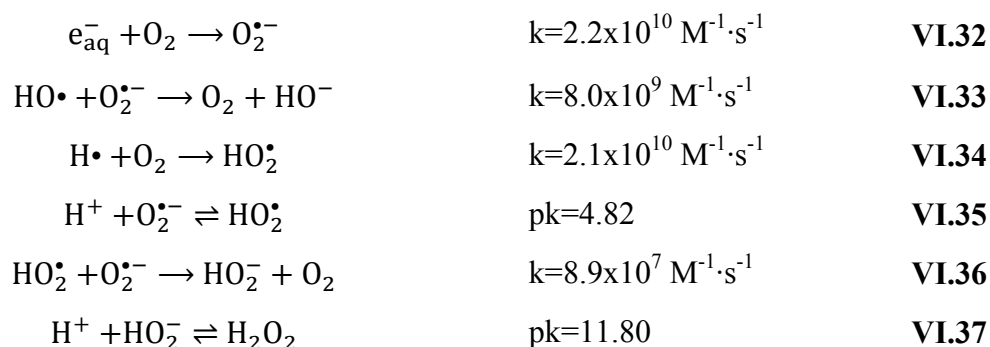 e⁻aq +O₂ ⟶ O₂•⁻ k=2.2x10¹⁰ M⁻¹·s⁻¹ VI.32
HO• +O₂•⁻ ⟶ O₂ + HO⁻ k=8.0x10⁹ M⁻¹·s⁻¹ VI.33
H• +O₂ ⟶ HO₂• k=2.1x10¹⁰ M⁻¹·s⁻¹ VI.34
H⁺ +O₂•⁻ ⇌ HO₂• pk=4.82 VI.35
HO₂• +O₂•⁻ ⟶ HO₂⁻ + O₂ k=8.9x10⁷ M⁻¹·s⁻¹ VI.36
H⁺ +HO₂⁻ ⇌ H₂O₂ pk=11.80 VI.37